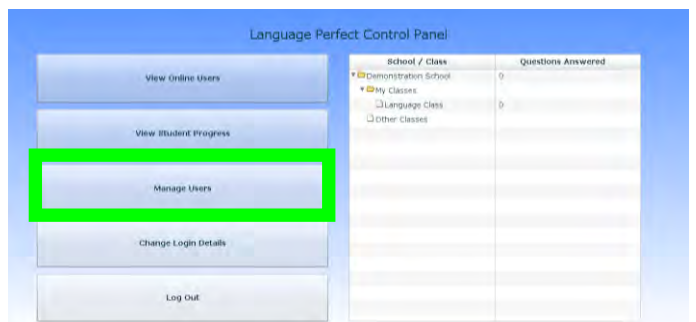 Language Perfect Control Panel
View Online Users
View Student Progress
Manage Users
Change Login Details
Log Out
School / Class Questions Answered
Demonstration School 0
My Classes
Language Class 0
Other Classes